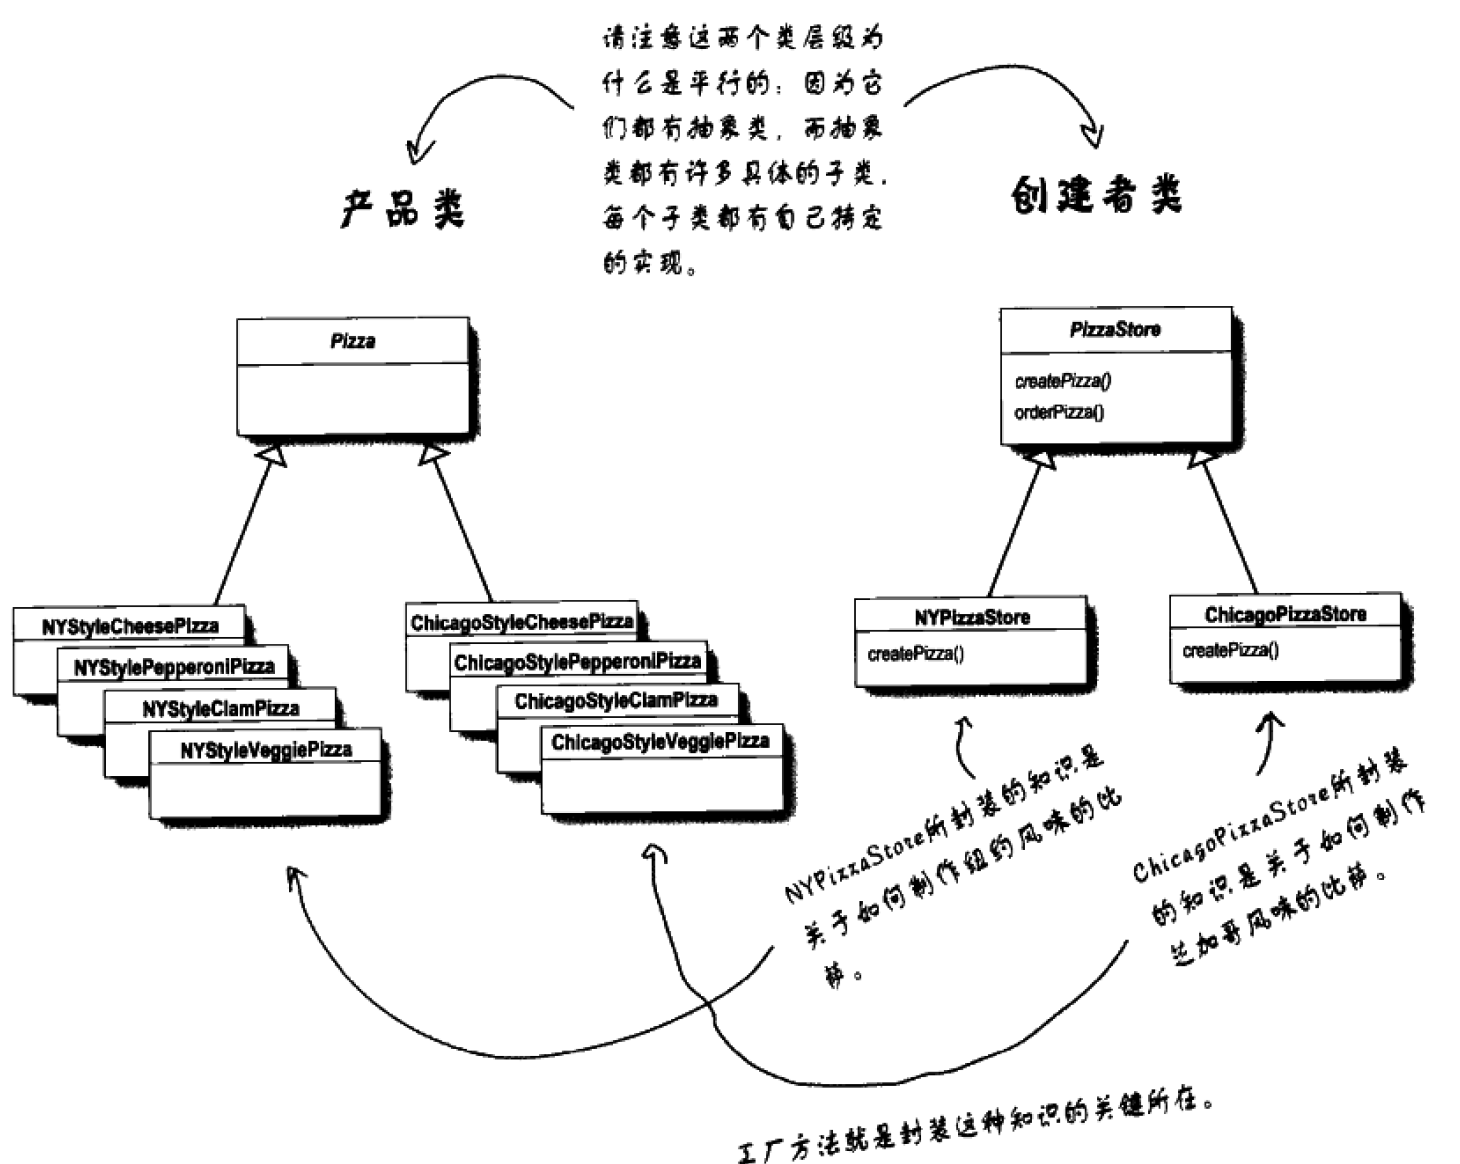 请注意这两个类层级为
什么是平行的：因为它
们都有抽象类，而抽象
类都有许多具体的子类，
每个子类都有自己特定
的实现。
产品类
创建者类
Pizza
PizzaStore
createPizza()
orderPizza()
NYStyleCheesePizza
NYStylePepperoniPizza
NYStyleClamPizza
NYStyleVeggiePizza
ChicagoStyleCheesePizza
ChicagoStylePepperoniPizza
ChicagoStyleClamPizza
ChicagoStyleVeggiePizza
NYPizzaStore
createPizza()
ChicagoPizzaStore
createPizza()
NYPizzaStore所封装的知识是
关于如何制作纽约风味的比
萨。
ChicagoPizzaStore所封装
的知识是关于如何制作
芝加哥风味的比萨。
工厂方法就是封装这种知识的关键所在。